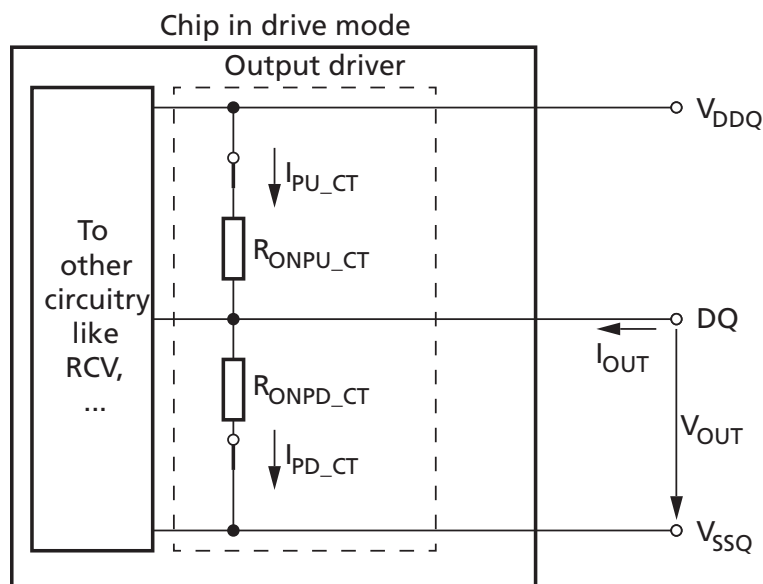 Chip in drive mode
Output driver
V_DDQ
I_PU_CT
To
other
circuitry
like
RCV,
...
R_ONPU_CT
DQ
I_OUT
R_ONPD_CT
V_OUT
I_PD_CT
V_SSQ